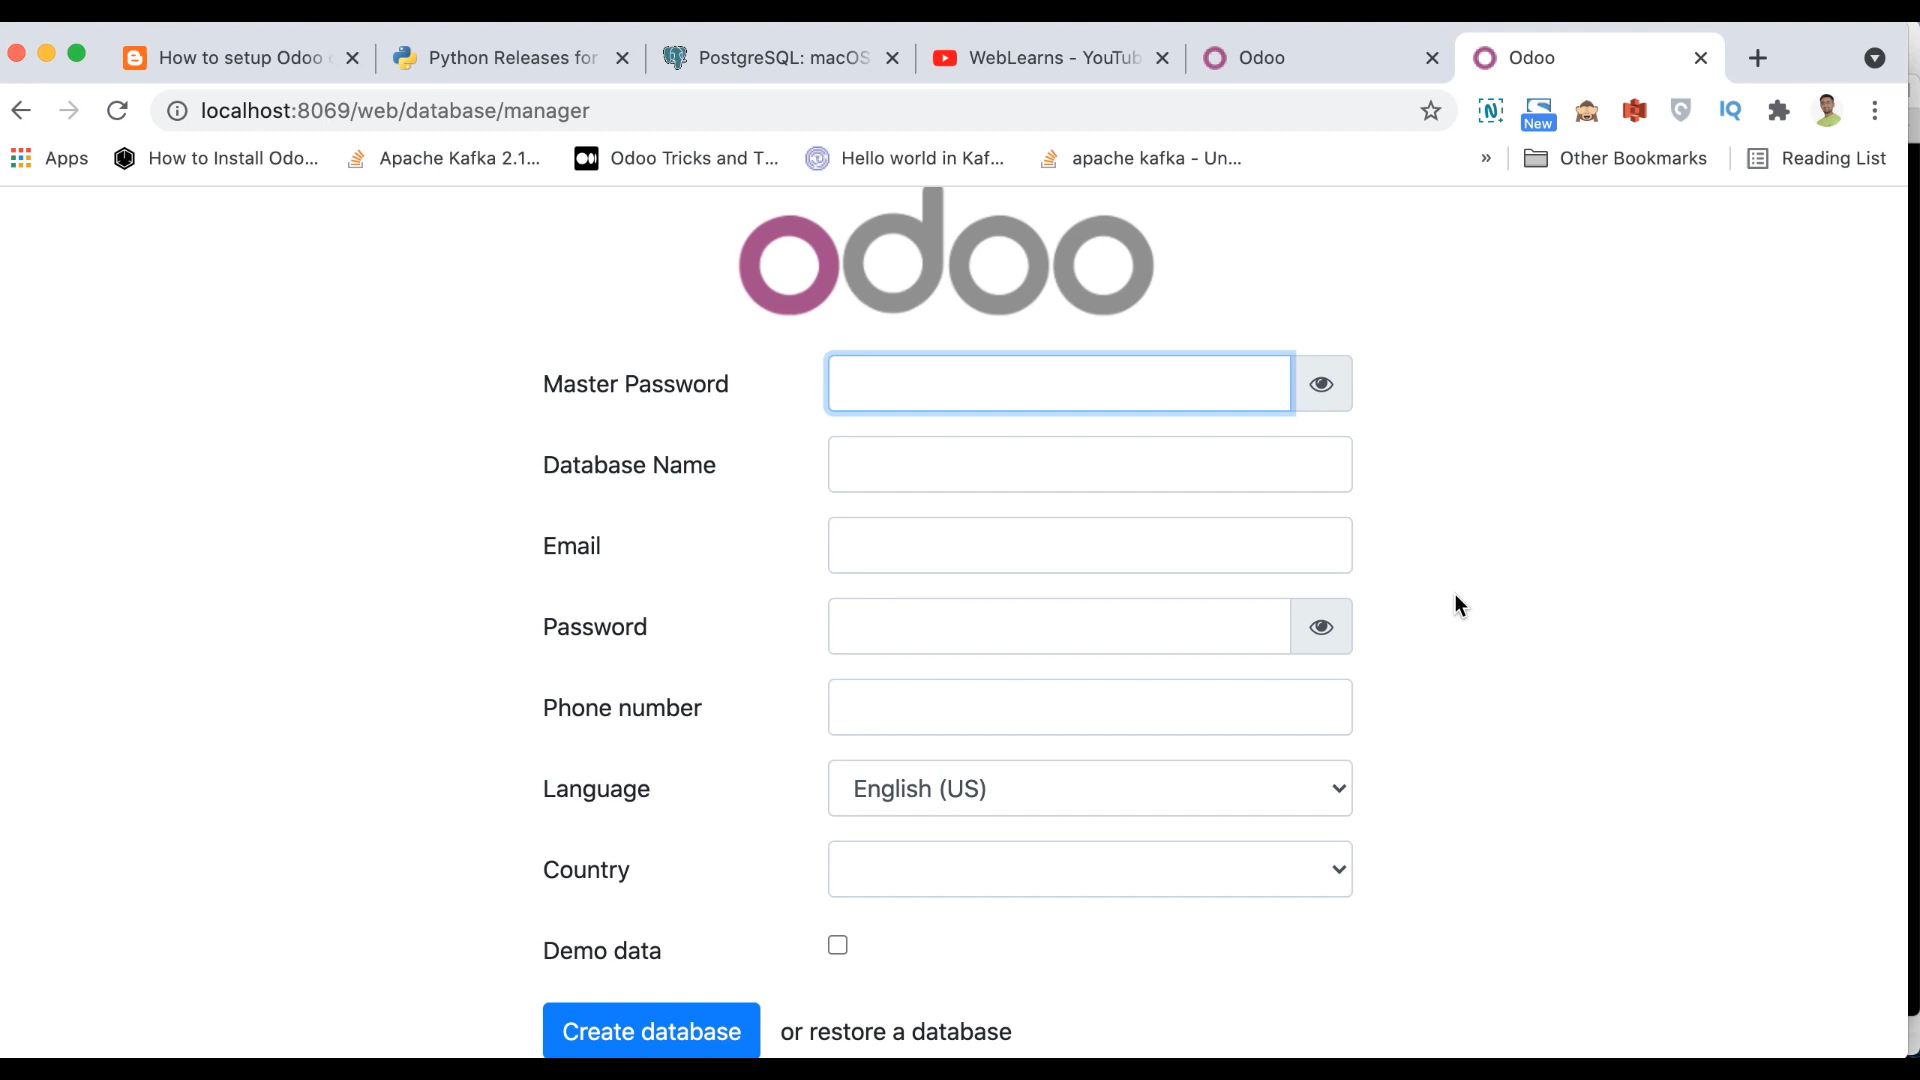 How to setup Odoo
Python Releases for
PostgreSQL: macOS
WebLearns - YouTub
Odoo
Odoo
localhost:8069/web/database/manager
New
IQ
Apps
How to Install Odo...
Apache Kafka 2.1...
Odoo Tricks and T...
Hello world in Kaf...
apache kafka - Un...
»
Other Bookmarks
Reading List
odoo
Master Password
Database Name
Email
Password
Phone number
Language
English (US)
Country
Demo data
Create database or restore a database